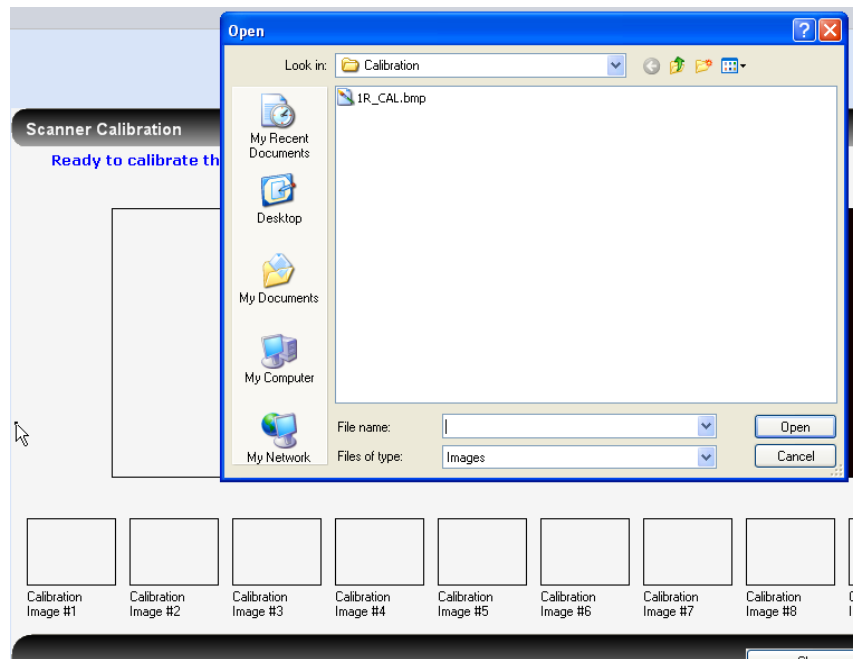 Open
Look in:
Calibration
1R_CAL.bmp
My Recent
Documents
Desktop
My Documents
My Computer
My Network
File name:
Open
Files of type:
Images
Cancel
Scanner Calibration
Ready to calibrate th
Calibration
Image #1
Calibration
Image #2
Calibration
Image #3
Calibration
Image #4
Calibration
Image #5
Calibration
Image #6
Calibration
Image #7
Calibration
Image #8